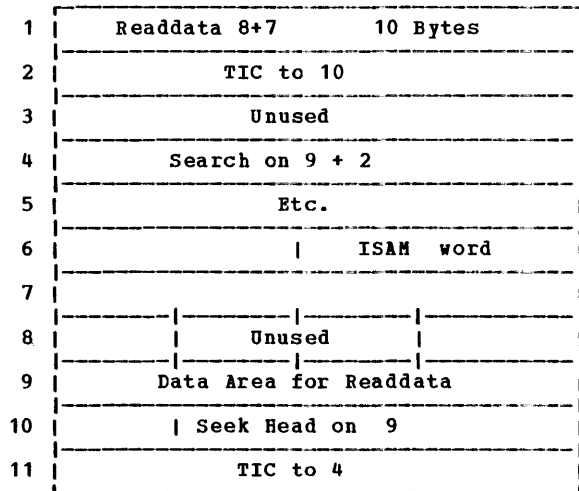 1 Readdata 8+7 10 Bytes
2 TIC to 10
3 Unused
4 Search on 9 + 2
5 Etc.
6 | ISAM word
7
8 | Unused |
9 Data Area for Readdata
10 | Seek Head on 9
11 TIC to 4